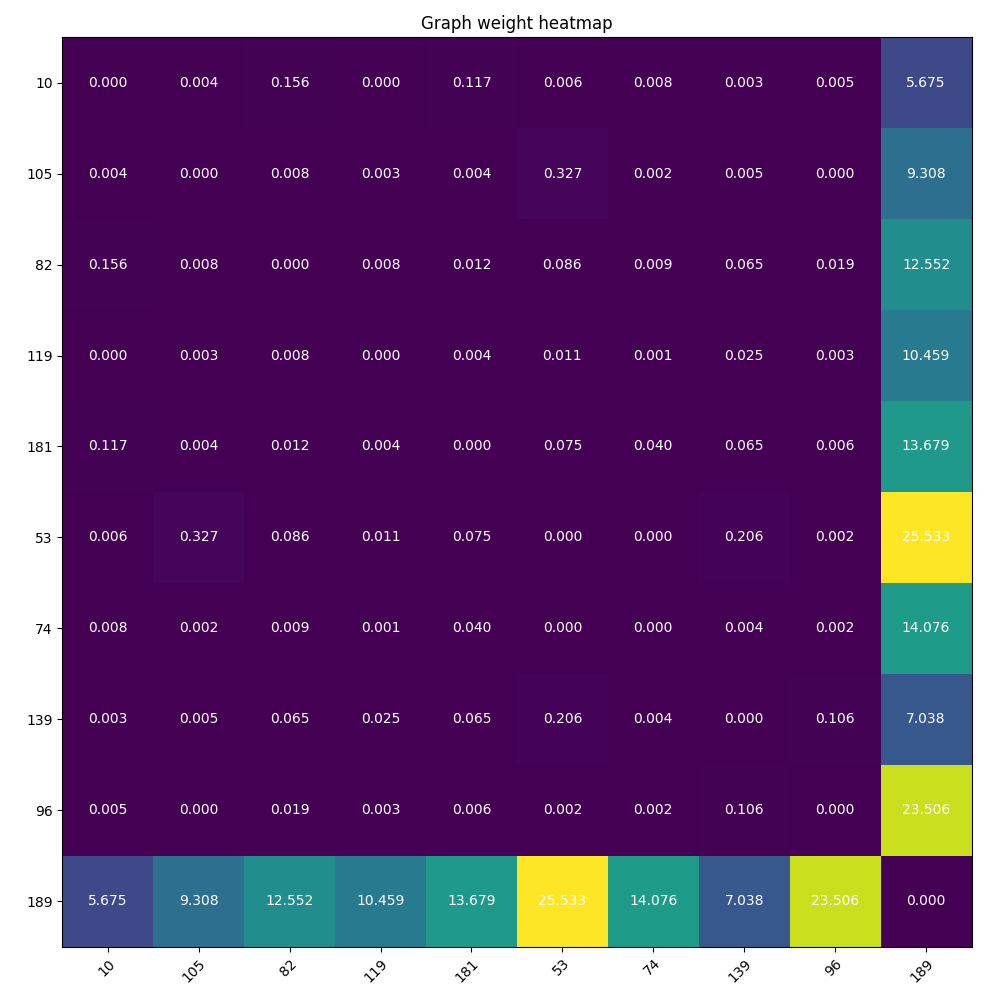 Graph weight heatmap
10 0.000 0.004 0.156 0.000 0.117 0.006 0.008 0.003 0.005 5.675
105 0.004 0.000 0.008 0.003 0.004 0.327 0.002 0.005 0.000 9.308
82 0.156 0.008 0.000 0.008 0.012 0.086 0.009 0.065 0.019 12.552
119 0.000 0.003 0.008 0.000 0.004 0.011 0.001 0.025 0.003 10.459
181 0.117 0.004 0.012 0.004 0.000 0.075 0.040 0.065 0.006 13.679
53 0.006 0.327 0.086 0.011 0.075 0.000 0.000 0.206 0.002 25.533
74 0.008 0.002 0.009 0.001 0.040 0.000 0.000 0.004 0.002 14.076
139 0.003 0.005 0.065 0.025 0.065 0.206 0.004 0.000 0.106 7.038
96 0.005 0.000 0.019 0.003 0.006 0.002 0.002 0.106 0.000 23.506
189 5.675 9.308 12.552 10.459 13.679 25.533 14.076 7.038 23.506 0.000
10 105 82 119 181 53 74 139 96 189